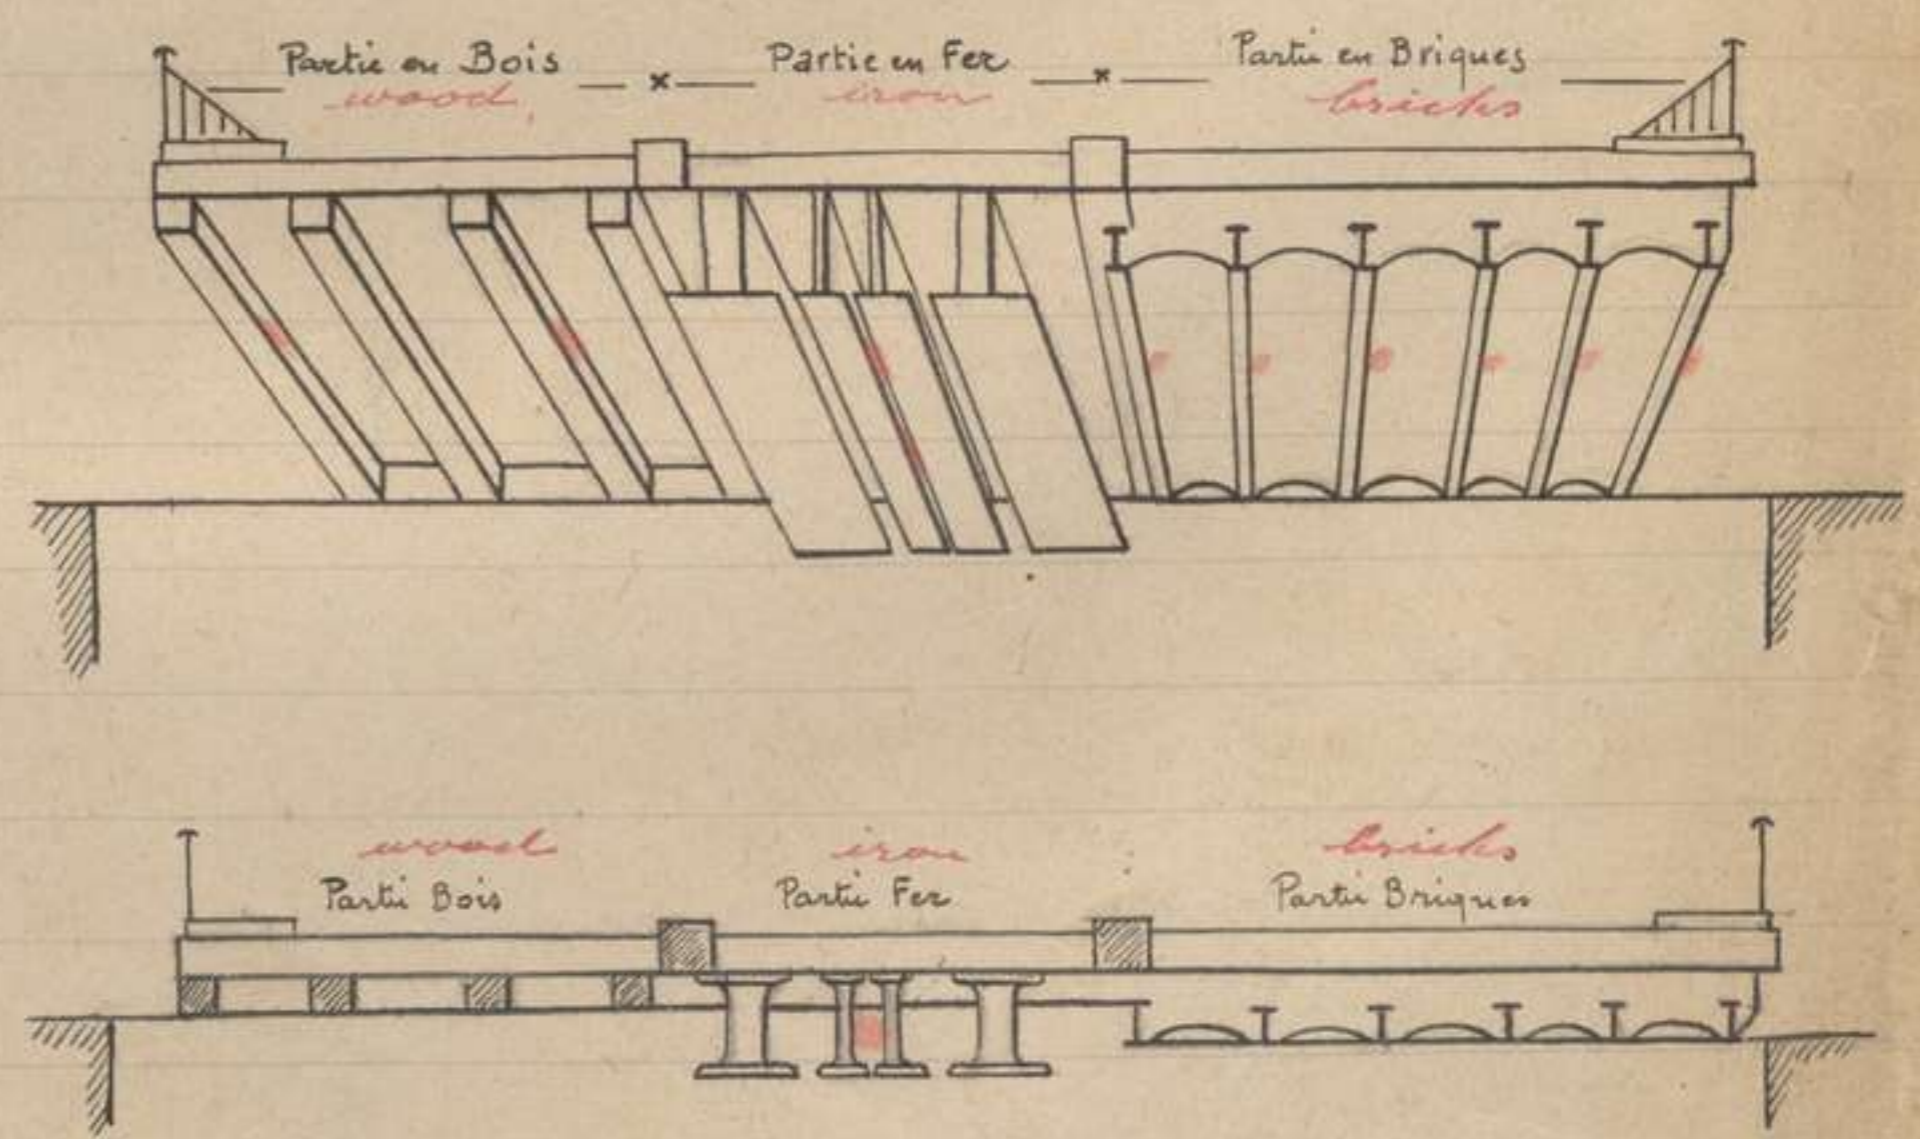 Partie en Bois
wood,
Partie en Fer
iron
Partie en Briques
bricks
wood
Partie Bois
iron
Partie Fer
bricks
Partie Briques